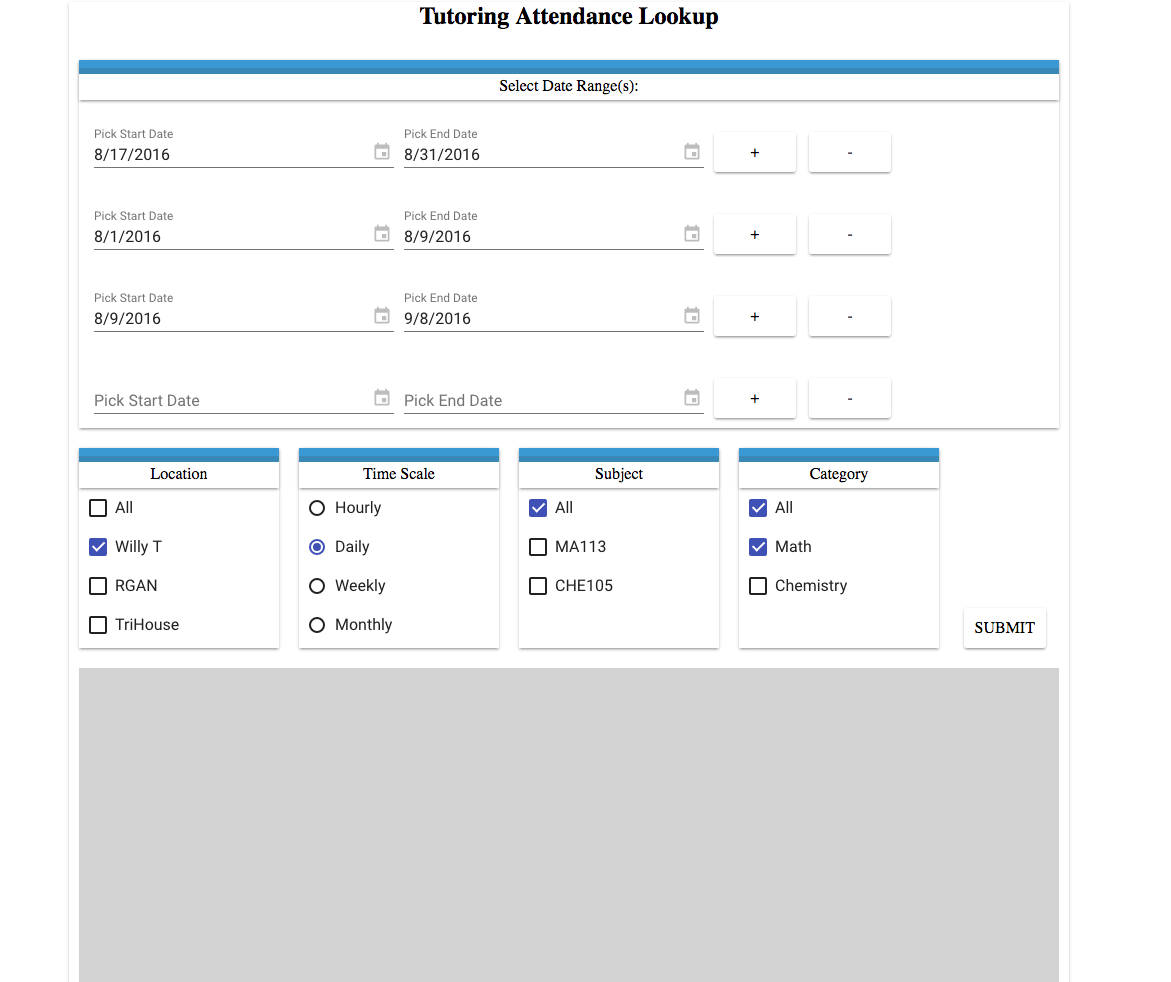 Tutoring Attendance Lookup
Select Date Range(s):
Pick Start Date Pick End Date
8/17/2016 8/31/2016 + -
Pick Start Date Pick End Date
8/1/2016 8/9/2016 + -
Pick Start Date Pick End Date
8/9/2016 9/8/2016 + -
Pick Start Date Pick End Date + -
Location Time Scale Subject Category
All Hourly All All
Willy T Daily MA113 Math
RGAN Weekly CHE105 Chemistry
TriHouse Monthly SUBMIT